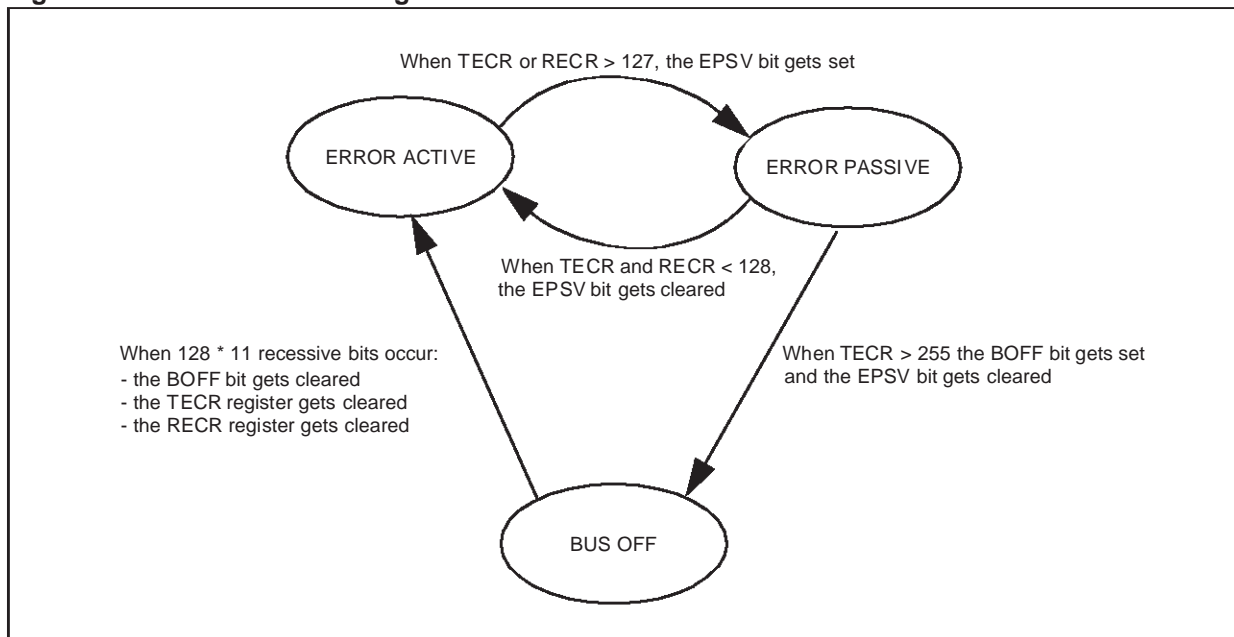 When TECR or RECR > 127, the EPSV bit gets set
ERROR ACTIVE
ERROR PASSIVE
When TECR and RECR < 128,
the EPSV bit gets cleared
When 128 * 11 recessive bits occur:
- the BOFF bit gets cleared
- the TECR register gets cleared
- the RECR register gets cleared
When TECR > 255 the BOFF bit gets set
and the EPSV bit gets cleared
BUS OFF